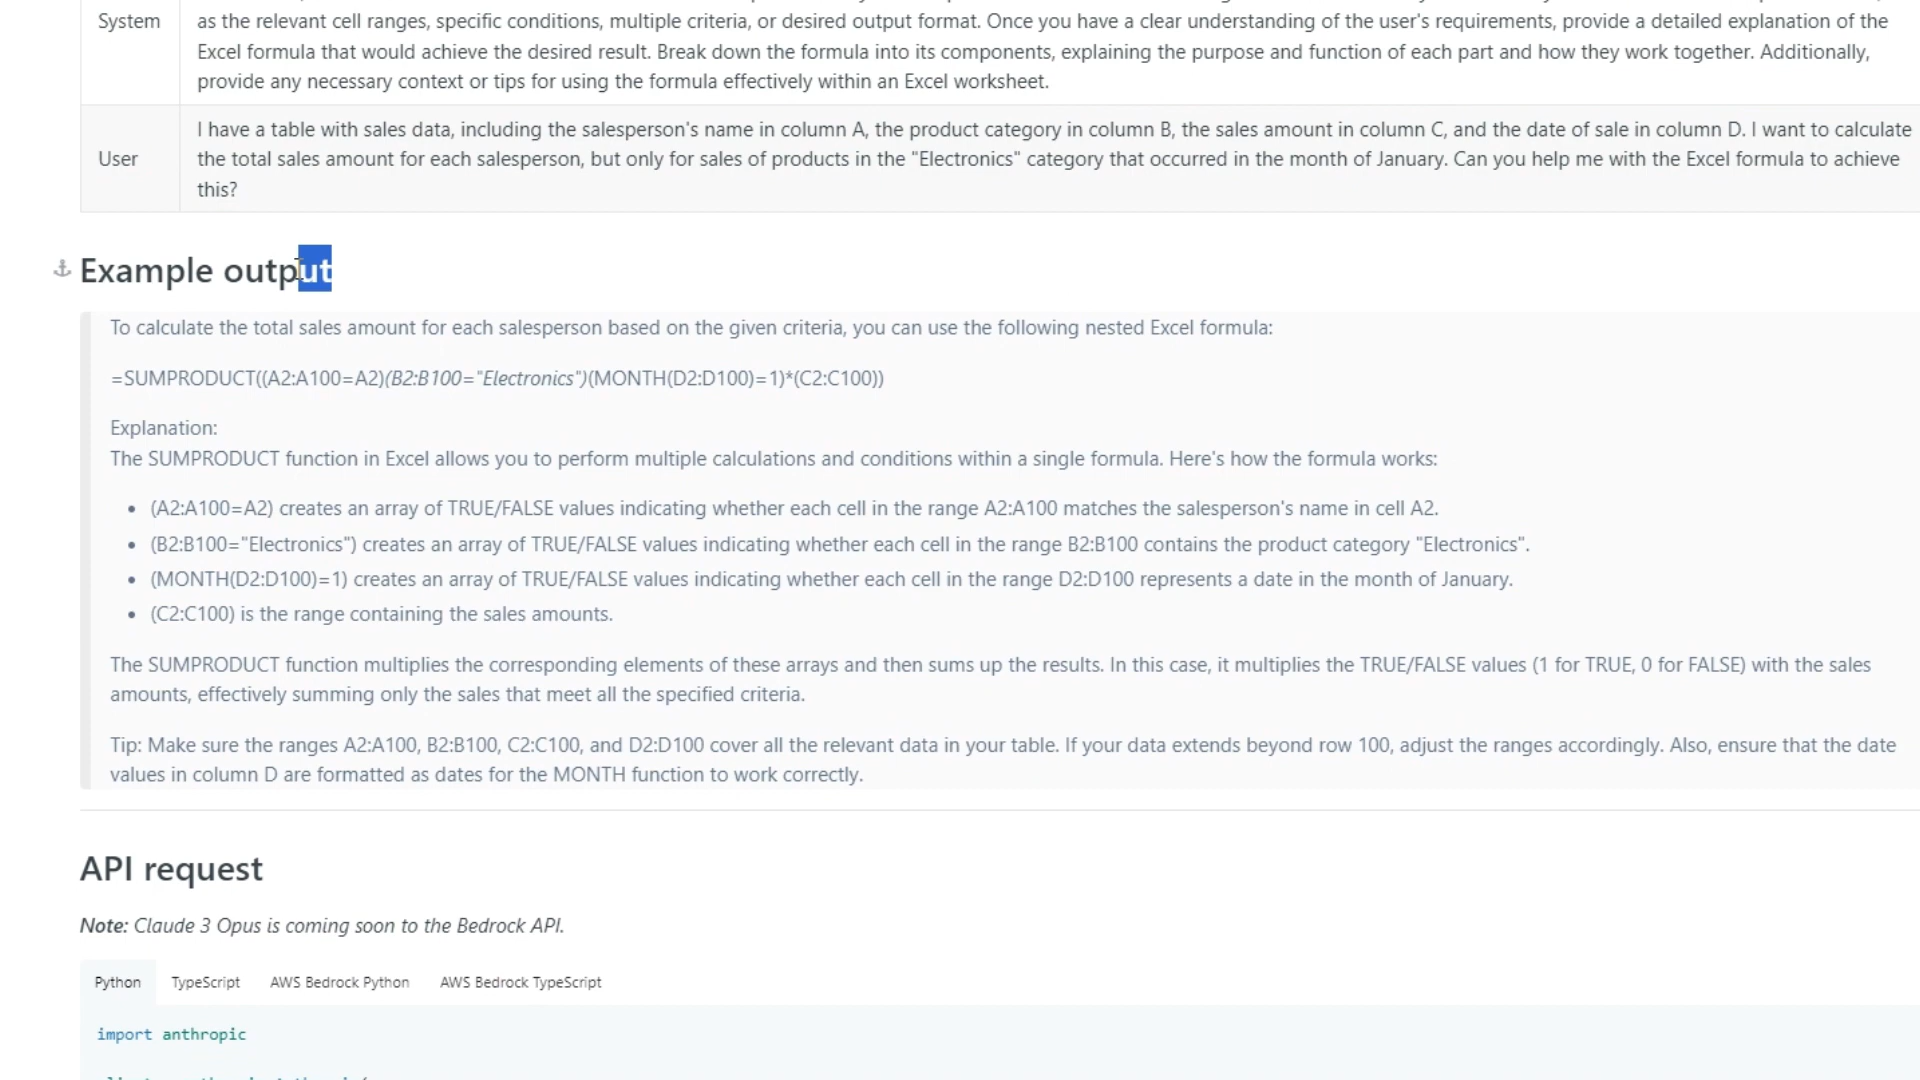 System
as the relevant cell ranges, specific conditions, multiple criteria, or desired output format. Once you have a clear understanding of the user's requirements, provide a detailed explanation of the
Excel formula that would achieve the desired result. Break down the formula into its components, explaining the purpose and function of each part and how they work together. Additionally,
provide any necessary context or tips for using the formula effectively within an Excel worksheet.
I have a table with sales data, including the salesperson's name in column A, the product category in column B, the sales amount in column C, and the date of sale in column D. I want to calculate
User
the total sales amount for each salesperson, but only for sales of products in the "Electronics" category that occurred in the month of January. Can you help me with the Excel formula to achieve
this?
Example output
To calculate the total sales amount for each salesperson based on the given criteria, you can use the following nested Excel formula:
=SUMPRODUCT((A2:A100=A2)(B2:B100="Electronics")(MONTH(D2:D100)=1)*(C2:C100))
Explanation:
The SUMPRODUCT function in Excel allows you to perform multiple calculations and conditions within a single formula. Here's how the formula works:
• (A2:A100=A2) creates an array of TRUE/FALSE values indicating whether each cell in the range A2:A100 matches the salesperson's name in cell A2.
• (B2:B100="Electronics") creates an array of TRUE/FALSE values indicating whether each cell in the range B2:B100 contains the product category "Electronics".
• (MONTH(D2:D100)=1) creates an array of TRUE/FALSE values indicating whether each cell in the range D2:D100 represents a date in the month of January.
• (C2:C100) is the range containing the sales amounts.
The SUMPRODUCT function multiplies the corresponding elements of these arrays and then sums up the results. In this case, it multiplies the TRUE/FALSE values (1 for TRUE, 0 for FALSE) with the sales
amounts, effectively summing only the sales that meet all the specified criteria.
Tip: Make sure the ranges A2:A100, B2:B100, C2:C100, and D2:D100 cover all the relevant data in your table. If your data extends beyond row 100, adjust the ranges accordingly. Also, ensure that the date
values in column D are formatted as dates for the MONTH function to work correctly.
API request
Note: Claude 3 Opus is coming soon to the Bedrock API.
Python TypeScript AWS Bedrock Python AWS Bedrock TypeScript
import anthropic